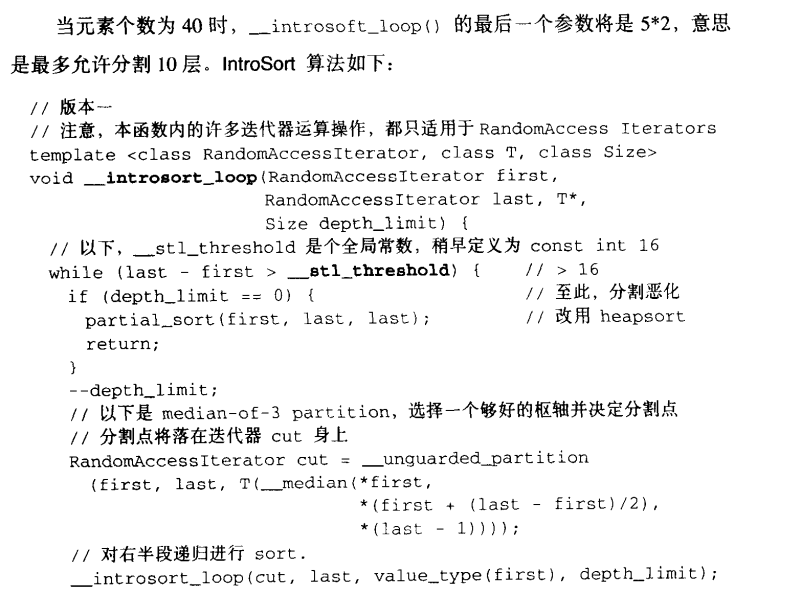 当元素个数为 40 时，__introsoft_loop() 的最后一个参数将是 5*2，意思
是最多允许分割 10 层。IntroSort 算法如下：
// 版本一
// 注意，本函数内的许多迭代器运算操作，都只适用于 RandomAccess Iterators
template <class RandomAccessIterator, class T, class Size>
void __introsort_loop(RandomAccessIterator first,
RandomAccessIterator last, T*,
Size depth_limit) {
// 以下，__stl_threshold 是个全局常数，稍早定义为 const int 16
while (last - first > __stl_threshold) { // > 16
if (depth_limit == 0) { // 至此，分割恶化
partial_sort(first, last, last); // 改用 heapsort
return;
}
--depth_limit;
// 以下是 median-of-3 partition，选择一个够好的枢轴并决定分割点
// 分割点将落在迭代器 cut 身上
RandomAccessIterator cut = __unguarded_partition
(first, last, T(__median(*first,
*(first + (last - first)/2),
*(last - 1))));
// 对右半段递归进行 sort.
__introsort_loop(cut, last, value_type(first), depth_limit);